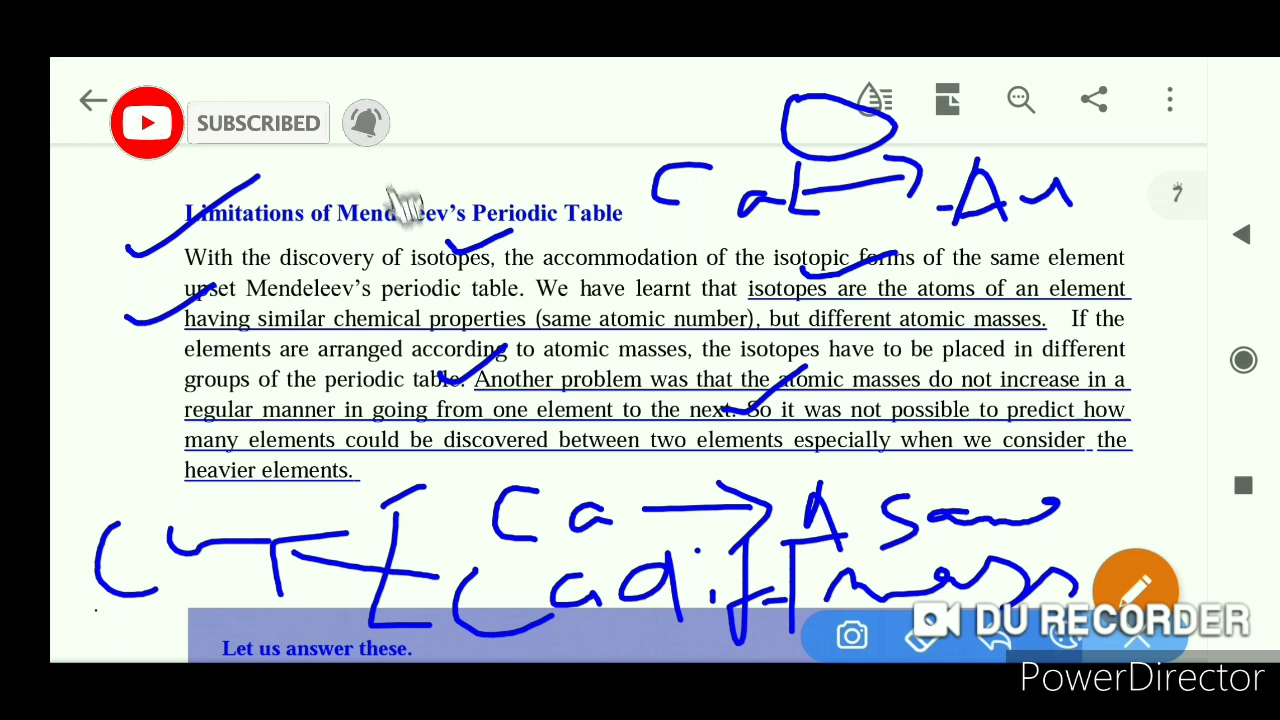 SUBSCRIBED
7
Limitations of Mendeleev's Periodic Table
With the discovery of isotopes, the accommodation of the isotopic forms of the same element
upset Mendeleev's periodic table. We have learnt that isotopes are the atoms of an element
having similar chemical properties (same atomic number), but different atomic masses. If the
elements are arranged according to atomic masses, the isotopes have to be placed in different
groups of the periodic table. Another problem was that the atomic masses do not increase in a
regular manner in going from one element to the next. So it was not possible to predict how
many elements could be discovered between two elements especially when we consider the
heavier elements.
Ca
Let us answer these.
DU RECORDER
PowerDirector